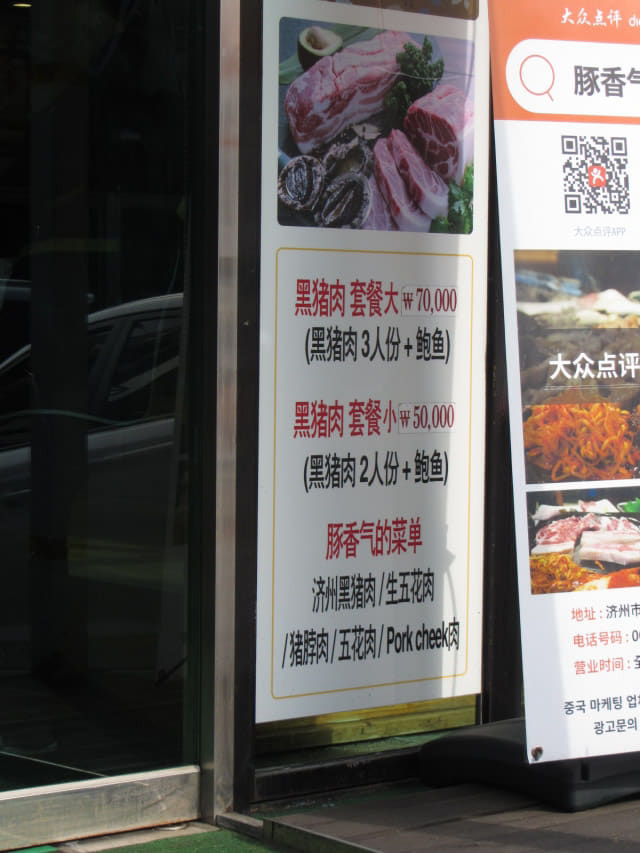 黑猪肉 套餐大 ₩ 70,000
(黑猪肉 3人份 + 鲍鱼)
黑猪肉 套餐小 ₩ 50,000
(黑猪肉 2人份 + 鲍鱼)
豚香气的菜单
济州黑猪肉 / 生五花肉
/ 猪脖肉 / 五花肉 / Pork cheek肉
大众点评
豚香气
大众点评APP
大众点评
地址 : 济州市
电话号码 : 0
营业时间 :
중국 마케팅 업
광고문의